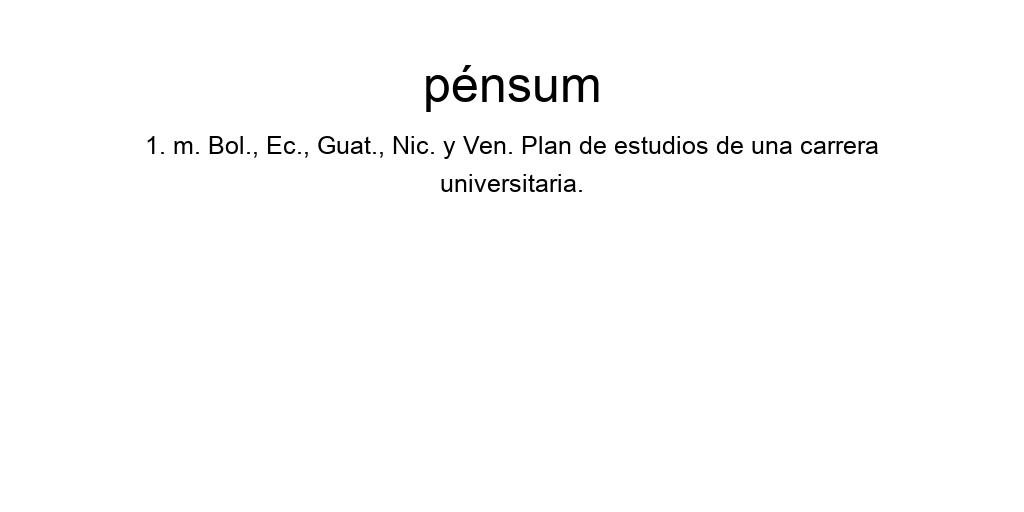 pénsum
1. m. Bol., Ec., Guat., Nic. y Ven. Plan de estudios de una carrera
universitaria.